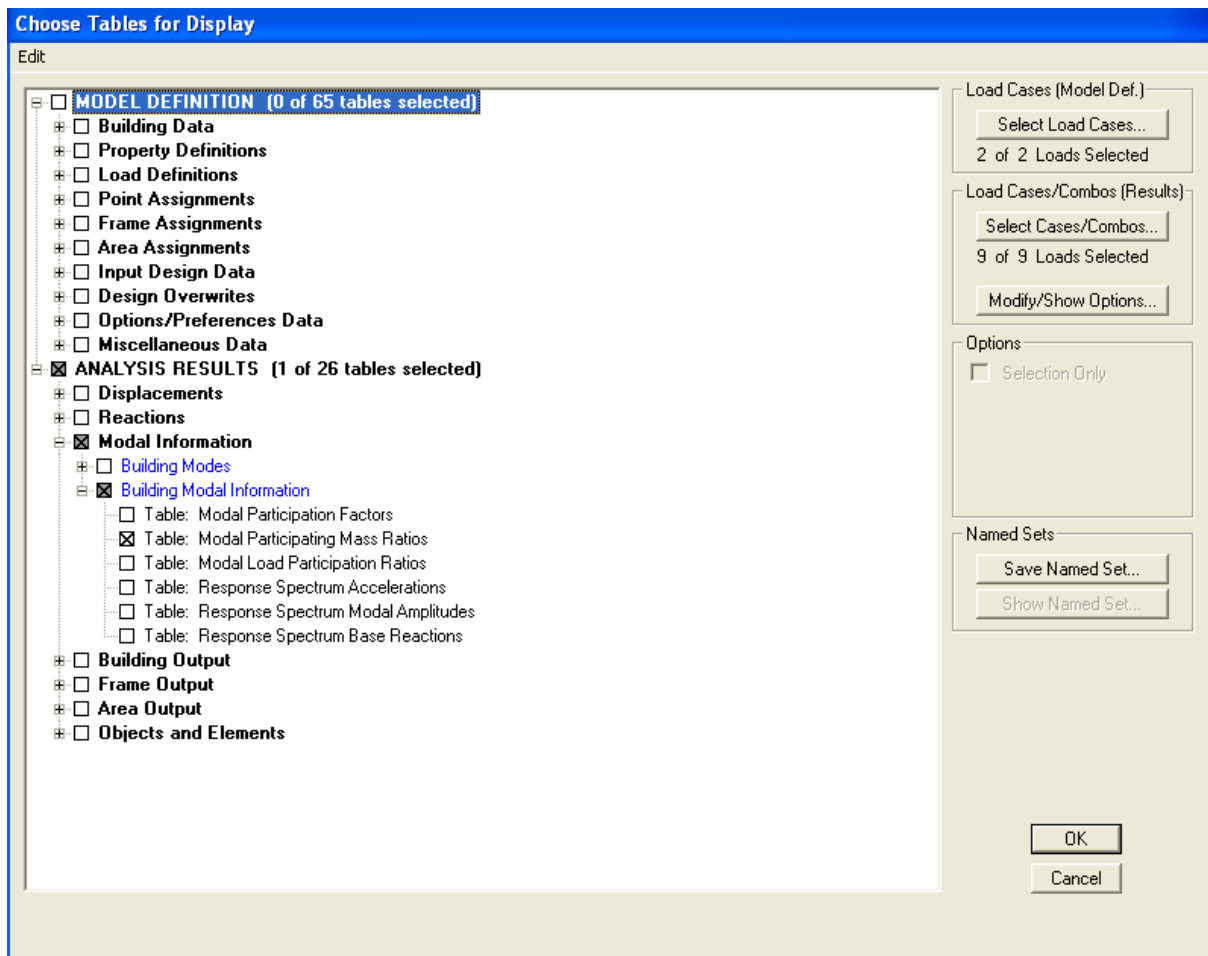 Choose Tables for Display
Edit
MODEL DEFINITION (0 of 65 tables selected)
Building Data
Property Definitions
Load Definitions
Point Assignments
Frame Assignments
Area Assignments
Input Design Data
Design Overwrites
Options/Preferences Data
Miscellaneous Data
ANALYSIS RESULTS (1 of 26 tables selected)
Displacements
Reactions
Modal Information
Building Modes
Building Modal Information
Table: Modal Participation Factors
Table: Modal Participating Mass Ratios
Table: Modal Load Participation Ratios
Table: Response Spectrum Accelerations
Table: Response Spectrum Modal Amplitudes
Table: Response Spectrum Base Reactions
Building Output
Frame Output
Area Output
Objects and Elements
Load Cases (Model Def.)
Select Load Cases...
2 of 2 Loads Selected
Load Cases/Combos (Results)
Select Cases/Combos...
9 of 9 Loads Selected
Modify/Show Options...
Options
Selection Only
Named Sets
Save Named Set...
Show Named Set...
OK
Cancel